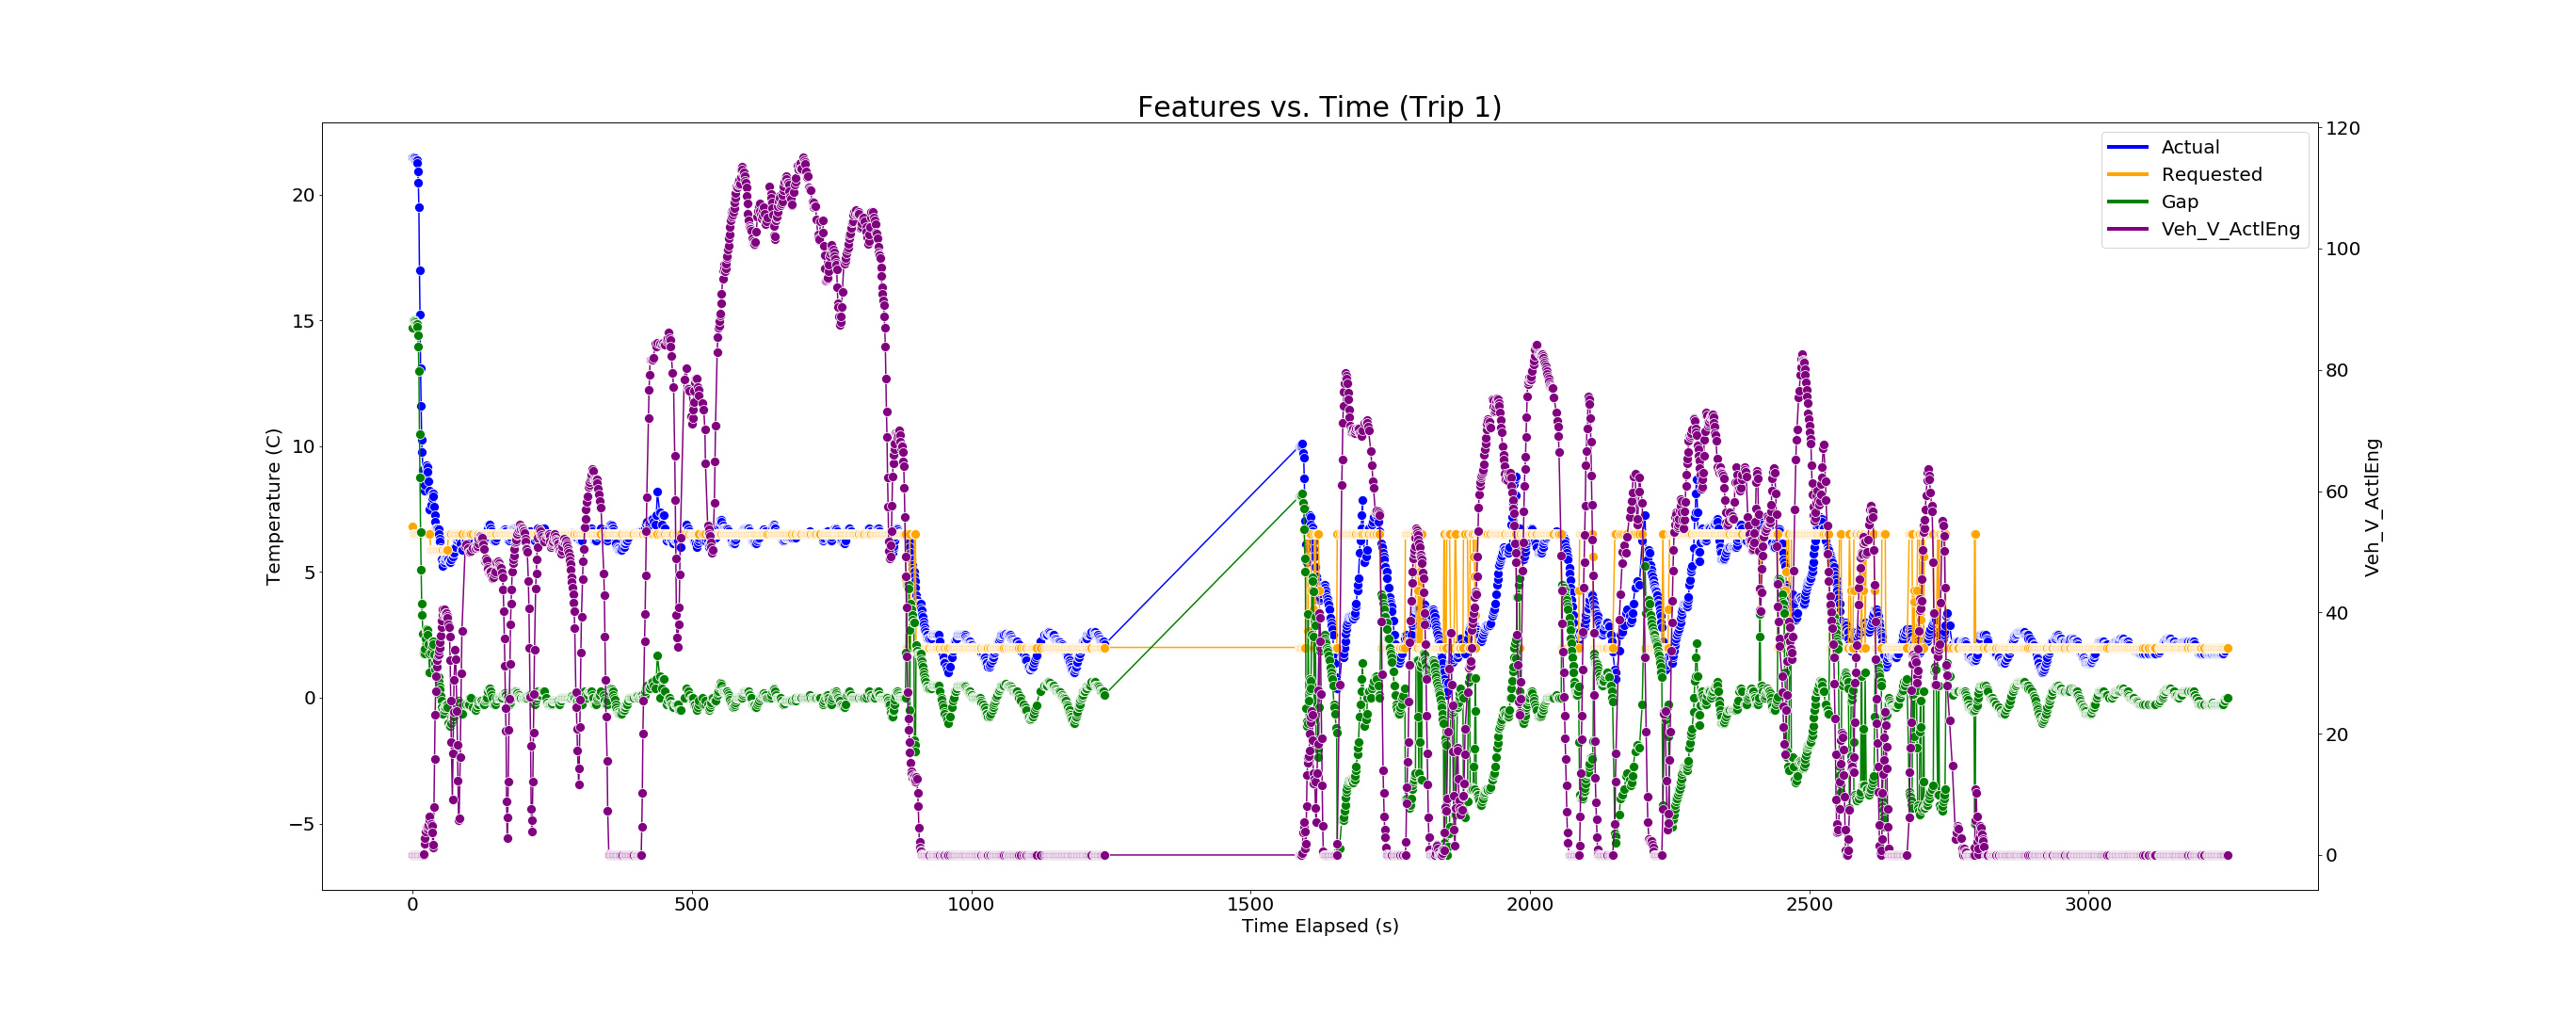 Features vs. Time (Trip 1)
Actual
Requested
Gap
Veh_V_ActlEng
Temperature (C)
20
15
10
5
0
−5
120
100
80
60
40
20
0
Veh_V_ActlEng
0 500 1000 1500 2000 2500 3000
Time Elapsed (s)